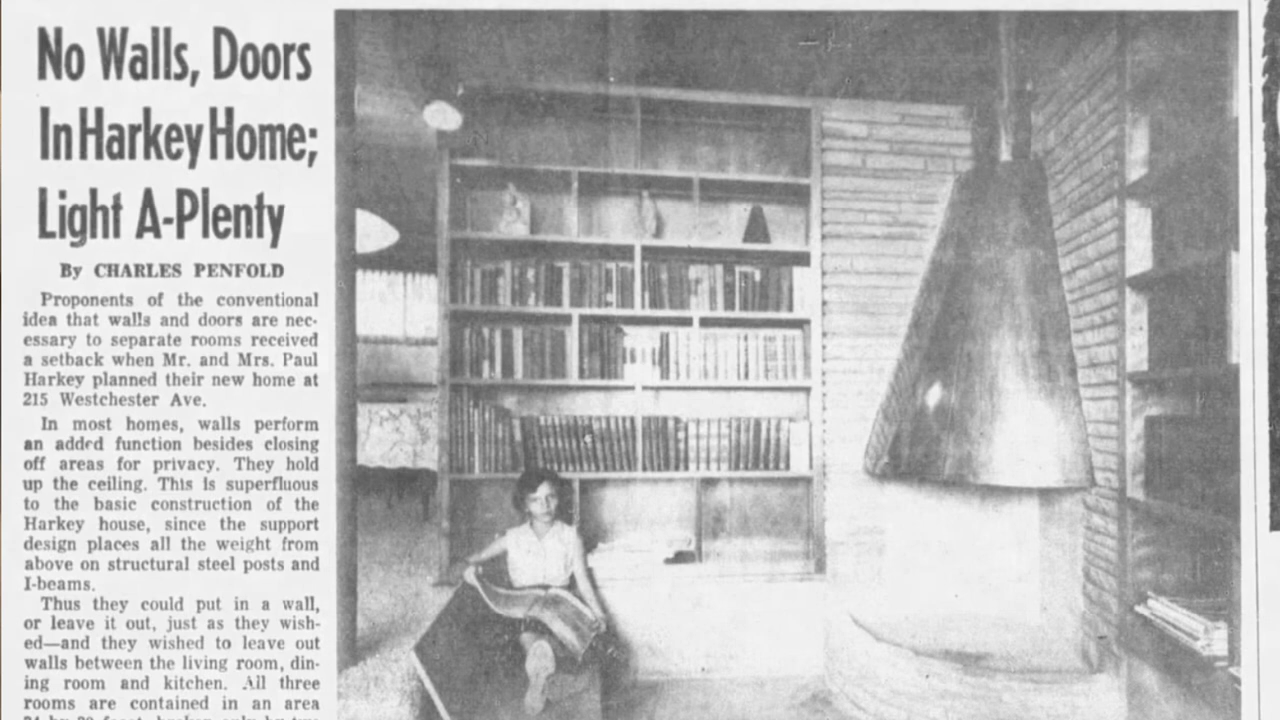 No Walls, Doors
In Harkey Home;
Light A-Plenty
By CHARLES PENFOLD
Proponents of the conventional
idea that walls and doors are nec-
essary to separate rooms received
a setback when Mr. and Mrs. Paul
Harkey planned their new home at
215 Westchester Ave.
In most homes, walls perform
an added function besides closing
off areas for privacy. They hold
up the ceiling. This is superfluous
to the basic construction of the
Harkey house, since the support
design places all the weight from
above on structural steel posts and
I-beams.
Thus they could put in a wall,
or leave it out, just as they wish-
ed—and they wished to leave out
walls between the living room, din-
ing room and kitchen. All three
rooms are contained in an area